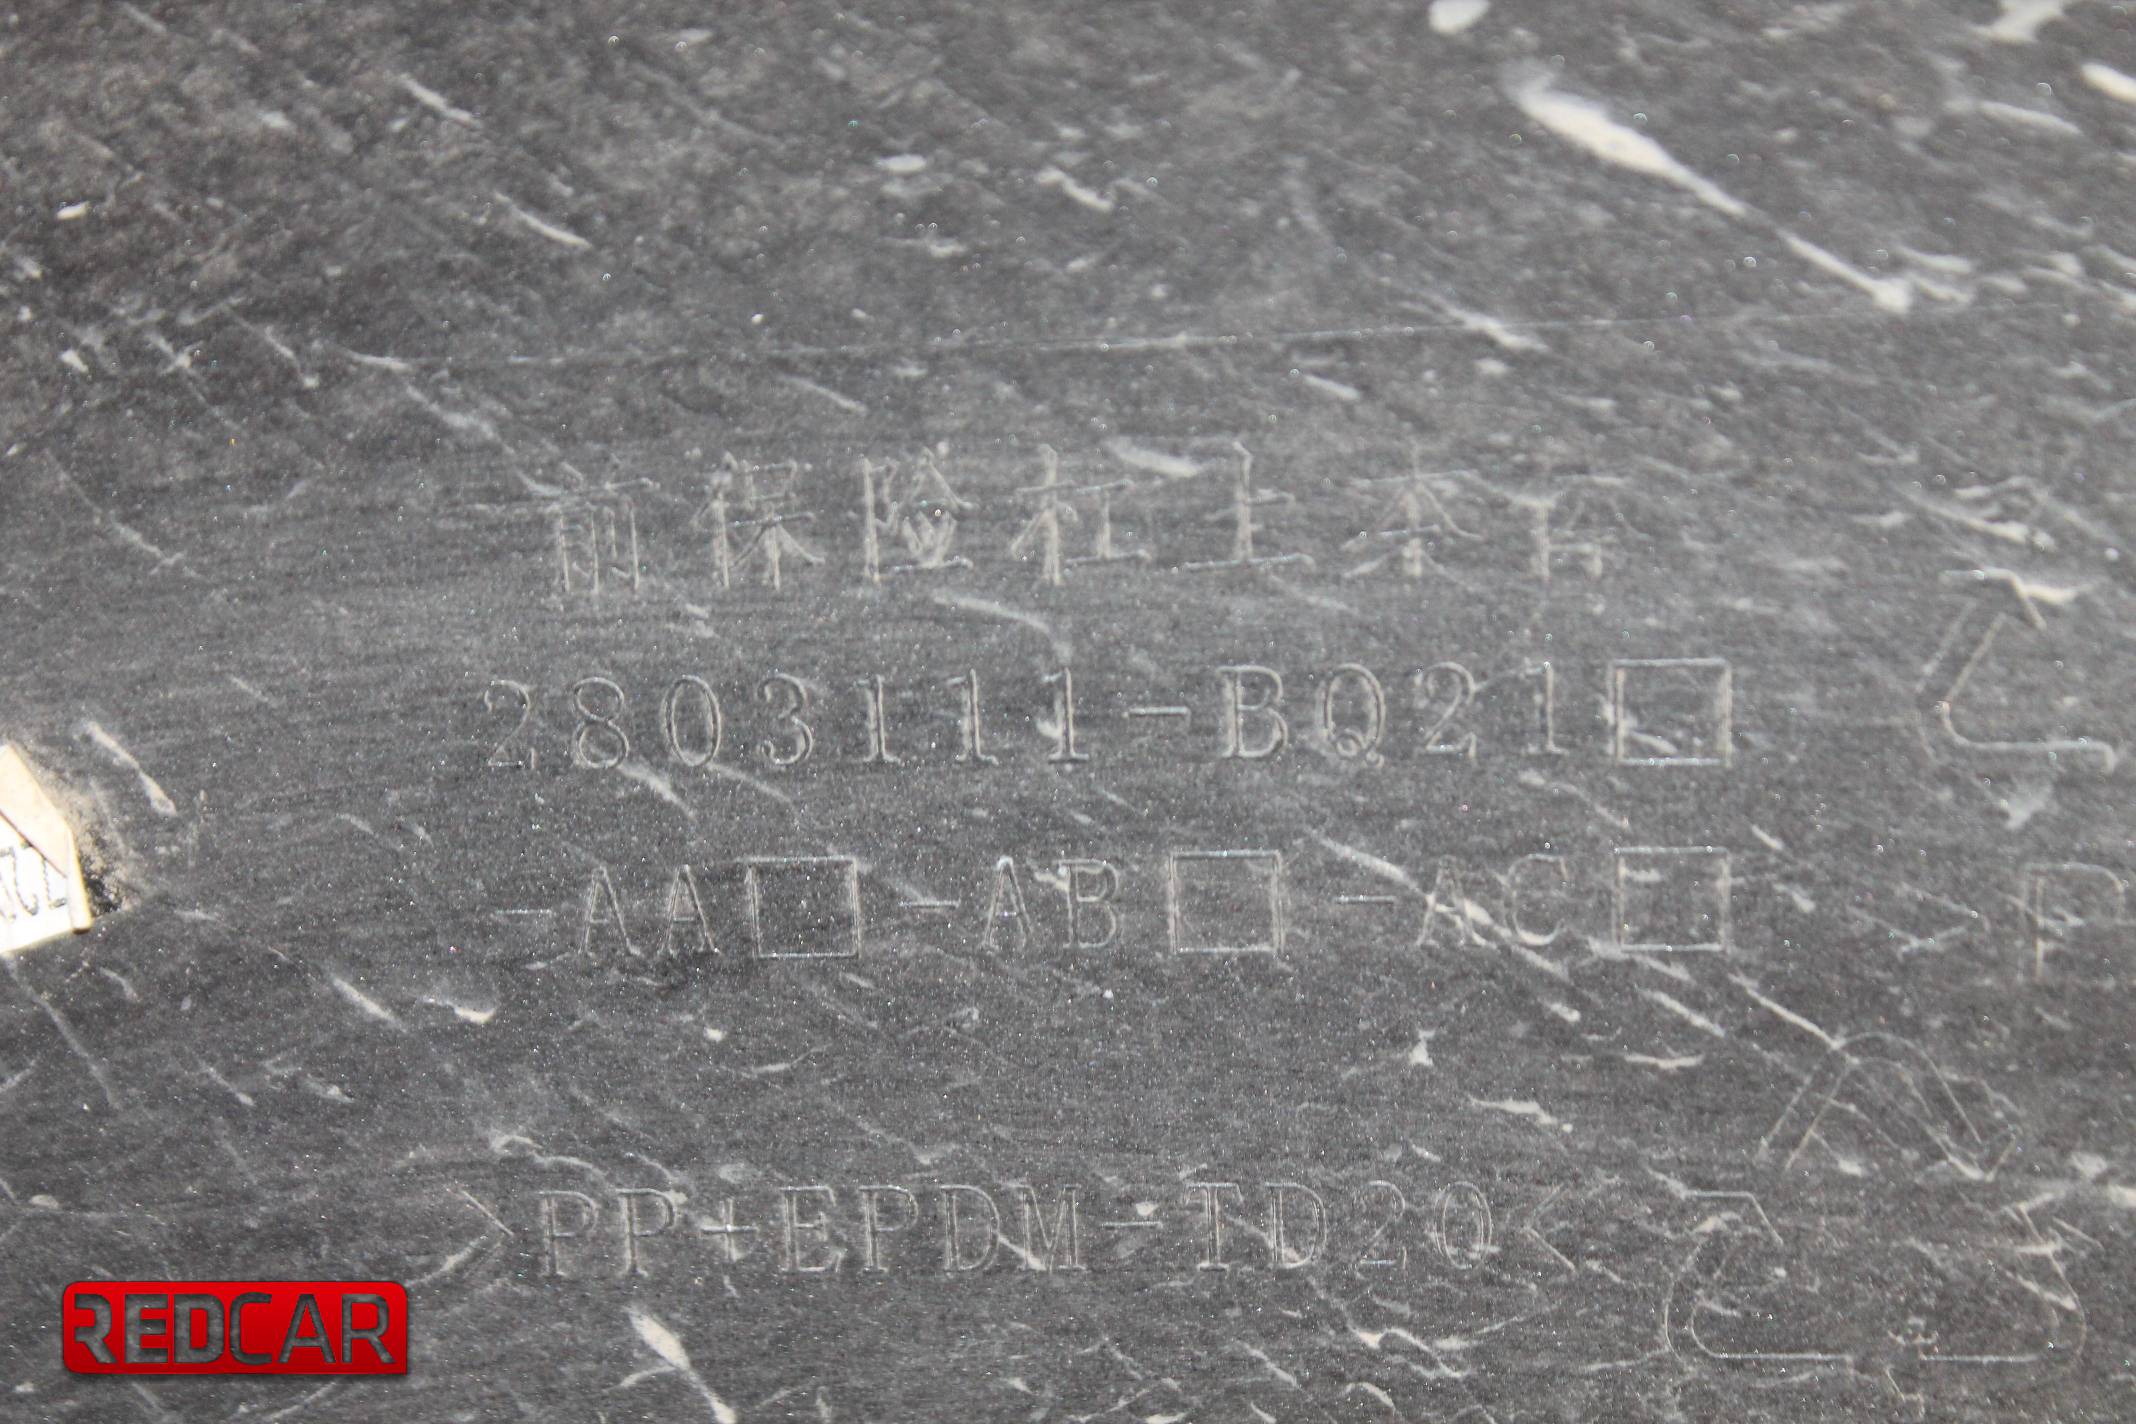 前保险杠上本体
2803111-BQ21□
-AA□-AB□-AC□
P
>PP+EPDM-TD20<
REDCAR